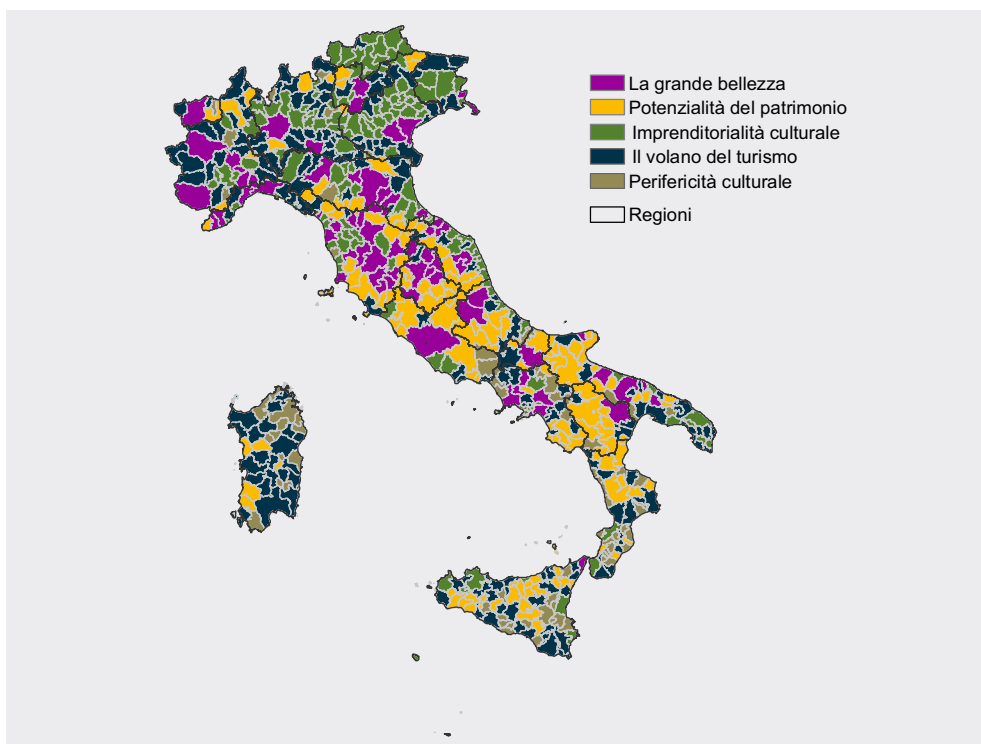 La grande bellezza
Potenzialità del patrimonio
Imprenditorialità culturale
Il volano del turismo
Perifericità culturale
Regioni